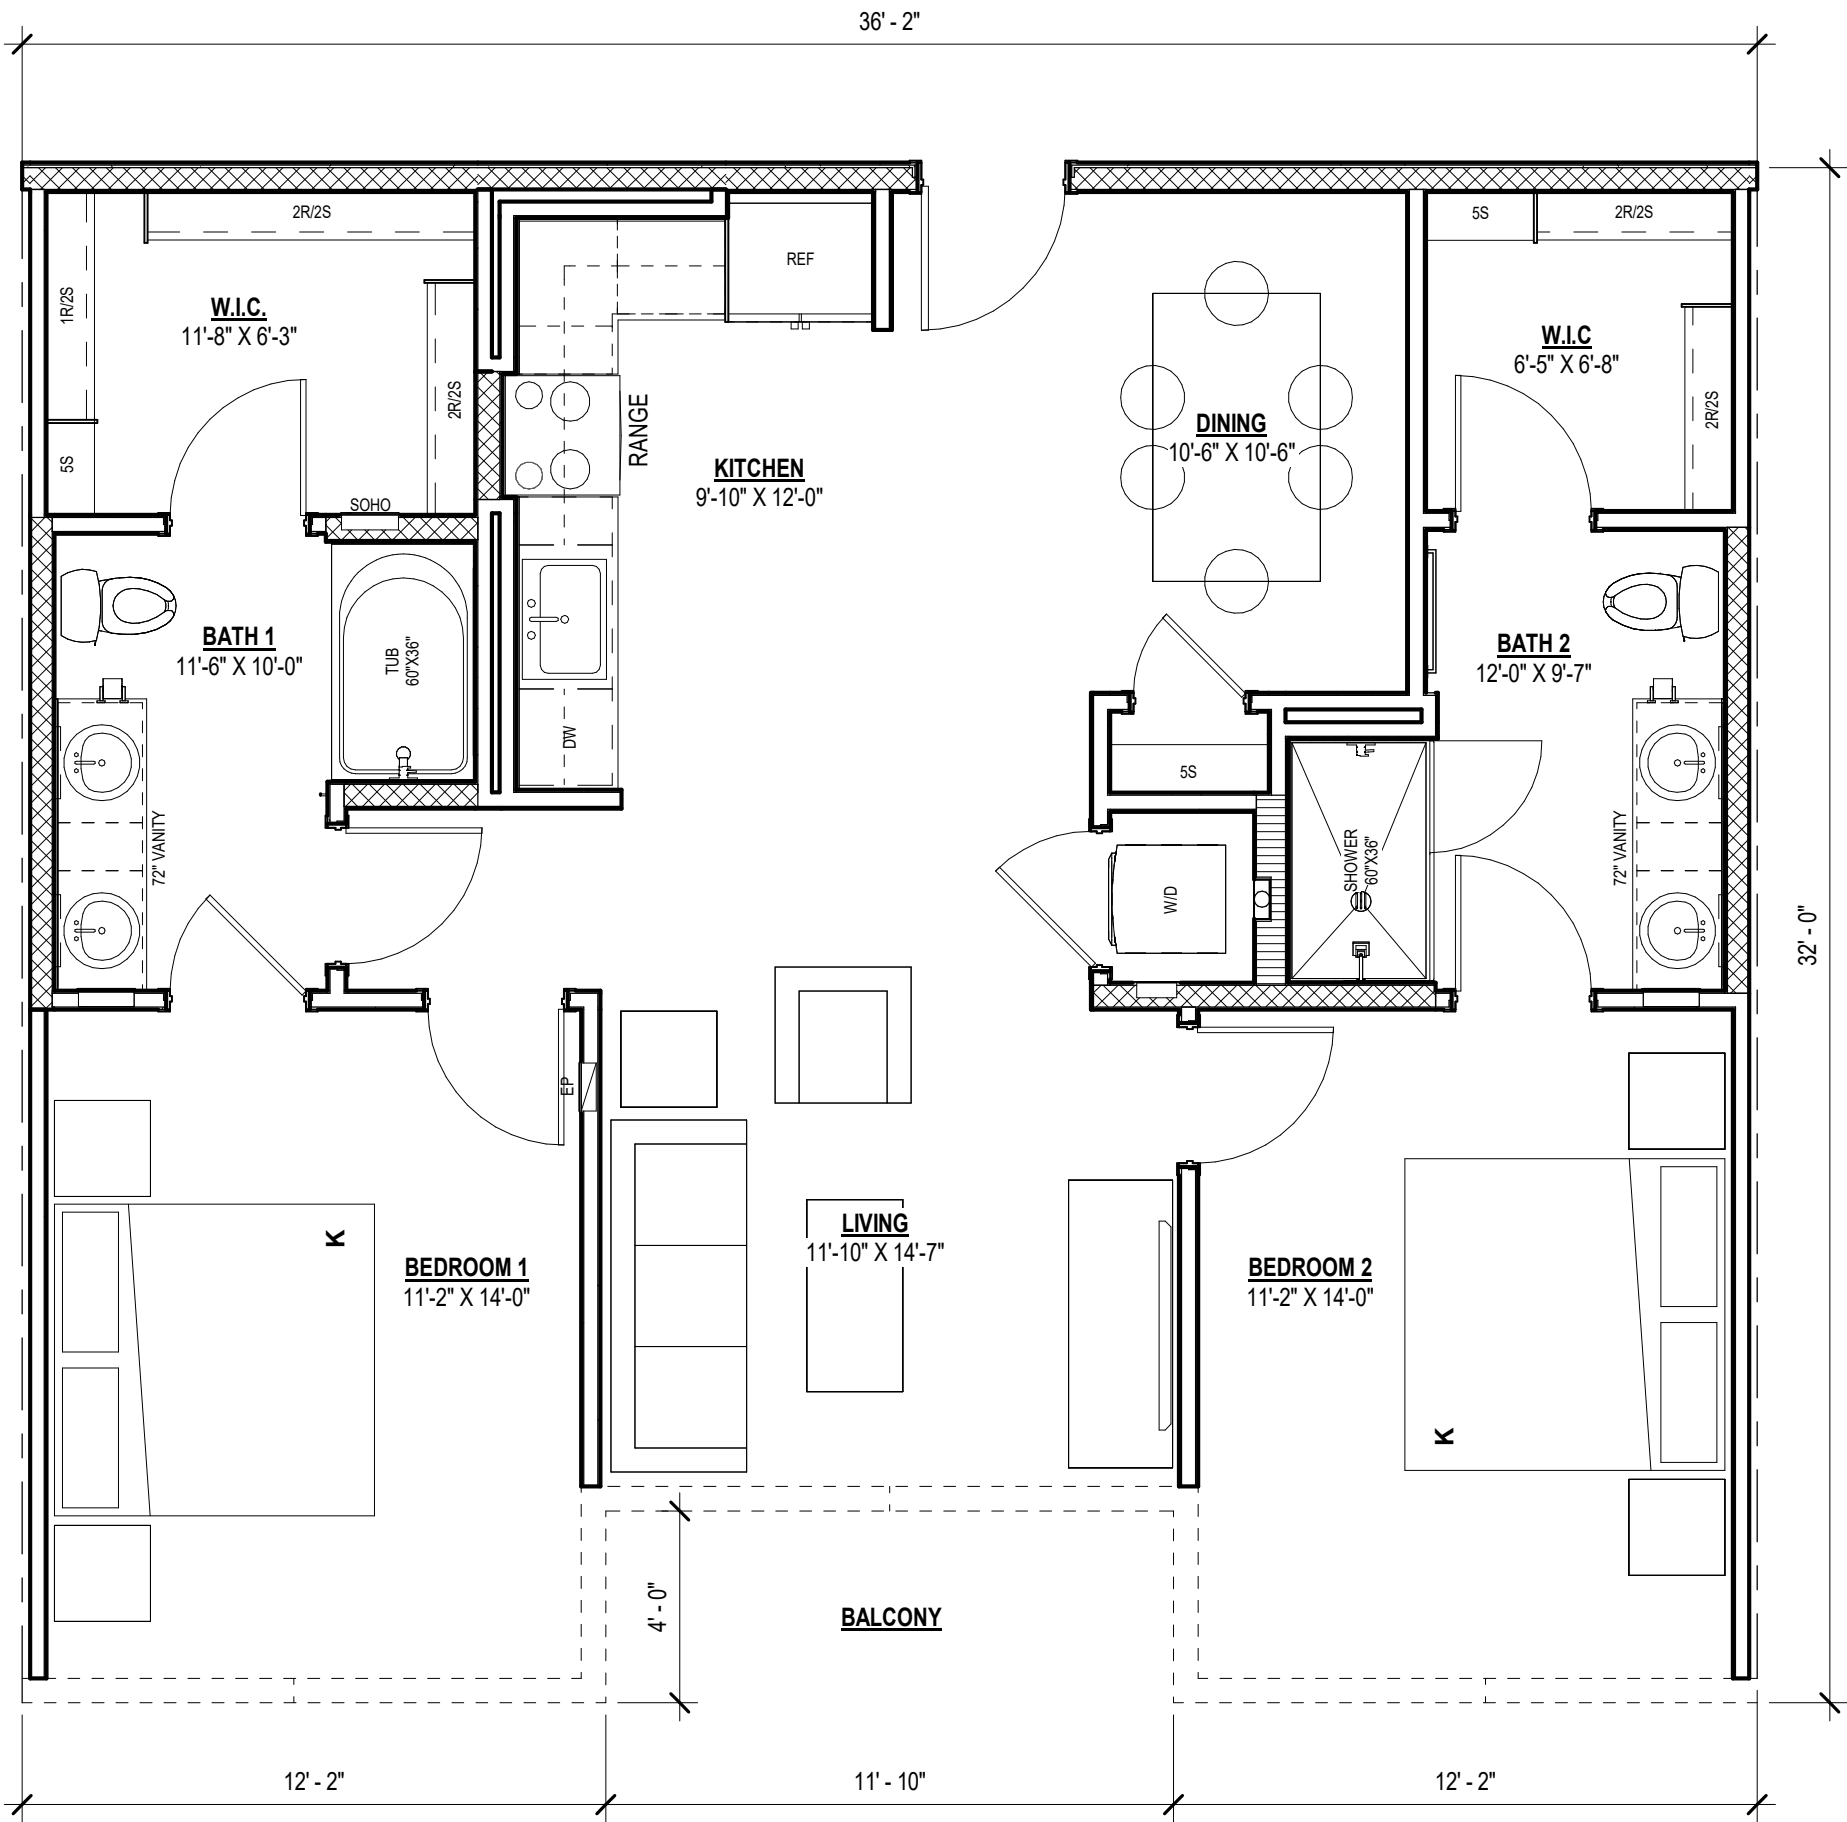 36' - 2"
2R/2S
1R/2S
W.I.C.
11'-8" X 6'-3"
2R/2S
5S
SOHO
REF
RANGE
KITCHEN
9'-10" X 12'-0"
DINING
10'-6" X 10'-6"
5S
2R/2S
W.I.C
6'-5" X 6'-8"
2R/2S
BATH 1
11'-6" X 10'-0"
TUB
60"X36"
72" VANITY
DW
5S
W/D
SHOWER
60"X36"
BATH 2
12'-0" X 9'-7"
72" VANITY
32' - 0"
EP
K
BEDROOM 1
11'-2" X 14'-0"
LIVING
11'-10" X 14'-7"
BEDROOM 2
11'-2" X 14'-0"
K
4' - 0"
BALCONY
12' - 2"
11' - 10"
12' - 2"